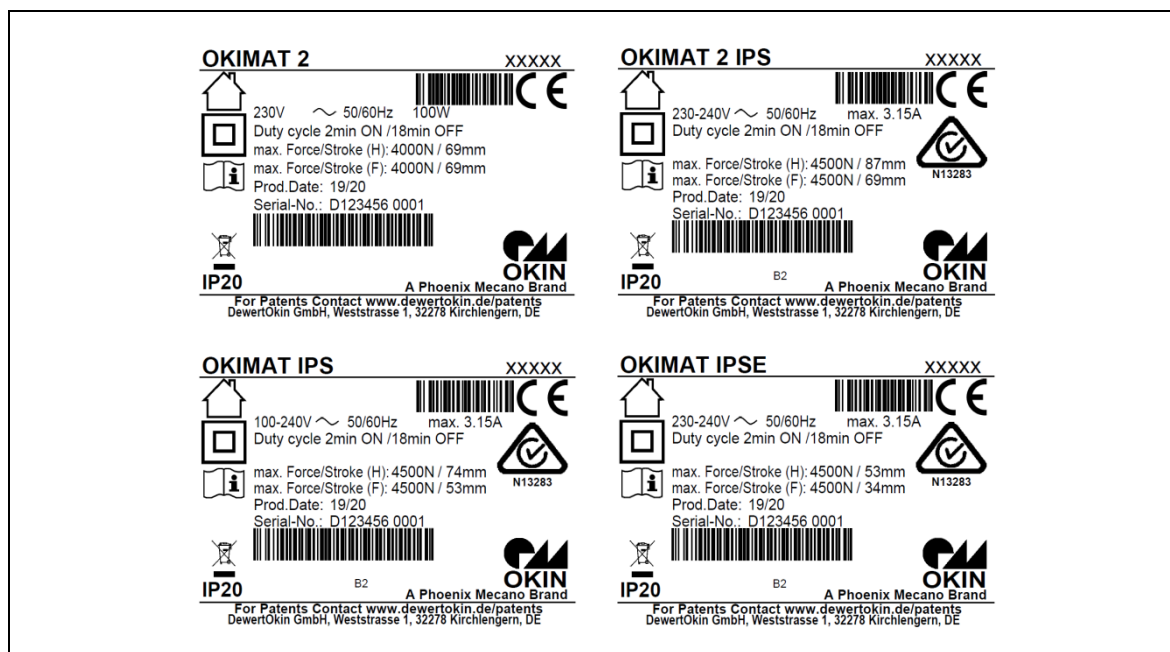 OKIMAT 2 XXXXX
CE
230V ~ 50/60Hz 100W
Duty cycle 2min ON /18min OFF
max. Force/Stroke (H): 4000N / 69mm
max. Force/Stroke (F): 4000N / 69mm
Prod.Date: 19/20
Serial-No.: D123456 0001
IP20
OKIN
A Phoenix Mecano Brand
For Patents Contact www.dewertokin.de/patents
DewertOkin GmbH, Weststrasse 1, 32278 Kirchlengern, DE
OKIMAT 2 IPS XXXXX
CE
230-240V ~ 50/60Hz max. 3.15A
Duty cycle 2min ON /18min OFF
N13283
max. Force/Stroke (H): 4500N / 87mm
max. Force/Stroke (F): 4500N / 69mm
Prod.Date: 19/20
Serial-No.: D123456 0001
B2
IP20
OKIN
A Phoenix Mecano Brand
For Patents Contact www.dewertokin.de/patents
DewertOkin GmbH, Weststrasse 1, 32278 Kirchlengern, DE
OKIMAT IPS XXXXX
CE
100-240V ~ 50/60Hz max. 3.15A
Duty cycle 2min ON /18min OFF
max. Force/Stroke (H): 4500N / 74mm
N13283
max. Force/Stroke (F): 4500N / 53mm
Prod.Date: 19/20
Serial-No.: D123456 0001
B2
IP20
OKIN
A Phoenix Mecano Brand
For Patents Contact www.dewertokin.de/patents
DewertOkin GmbH, Weststrasse 1, 32278 Kirchlengern, DE
OKIMAT IPSE XXXXX
CE
230-240V ~ 50/60Hz max. 3.15A
Duty cycle 2min ON /18min OFF
max. Force/Stroke (H): 4500N / 53mm
N13283
max. Force/Stroke (F): 4500N / 34mm
Prod.Date: 19/20
Serial-No.: D123456 0001
B2
IP20
OKIN
A Phoenix Mecano Brand
For Patents Contact www.dewertokin.de/patents
DewertOkin GmbH, Weststrasse 1, 32278 Kirchlengern, DE